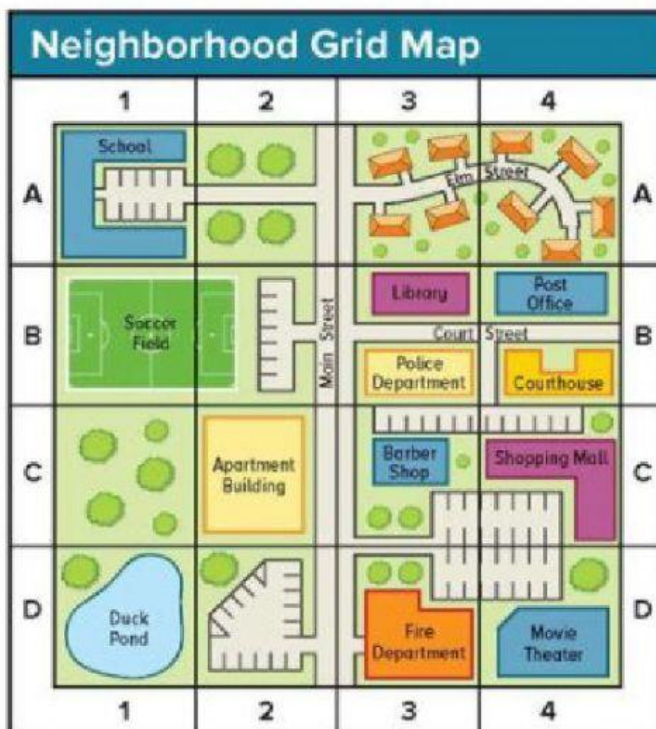 Neighborhood Grid Map
1 2 3 4
A
School
Elm Street
A
B
Soccer
Field
Main Street
Library
Post
Office
Court Street
Police
Department
Courthouse
B
C
Apartment
Building
Barber
Shop
Shopping Mall
C
D
Duck
Pond
Fire
Department
Movie
Theater
D
1 2 3 4